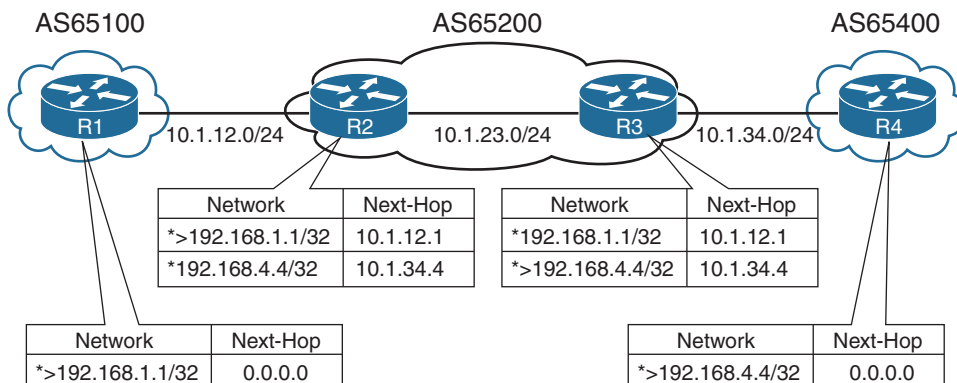 AS65100 AS65200 AS65400
R1 R2 R3 R4
10.1.12.0/24 10.1.23.0/24 10.1.34.0/24
Network Next-Hop
*>192.168.1.1/32 10.1.12.1
*192.168.4.4/32 10.1.34.4
Network Next-Hop
*192.168.1.1/32 10.1.12.1
*>192.168.4.4/32 10.1.34.4
Network Next-Hop
*>192.168.1.1/32 0.0.0.0
Network Next-Hop
*>192.168.4.4/32 0.0.0.0